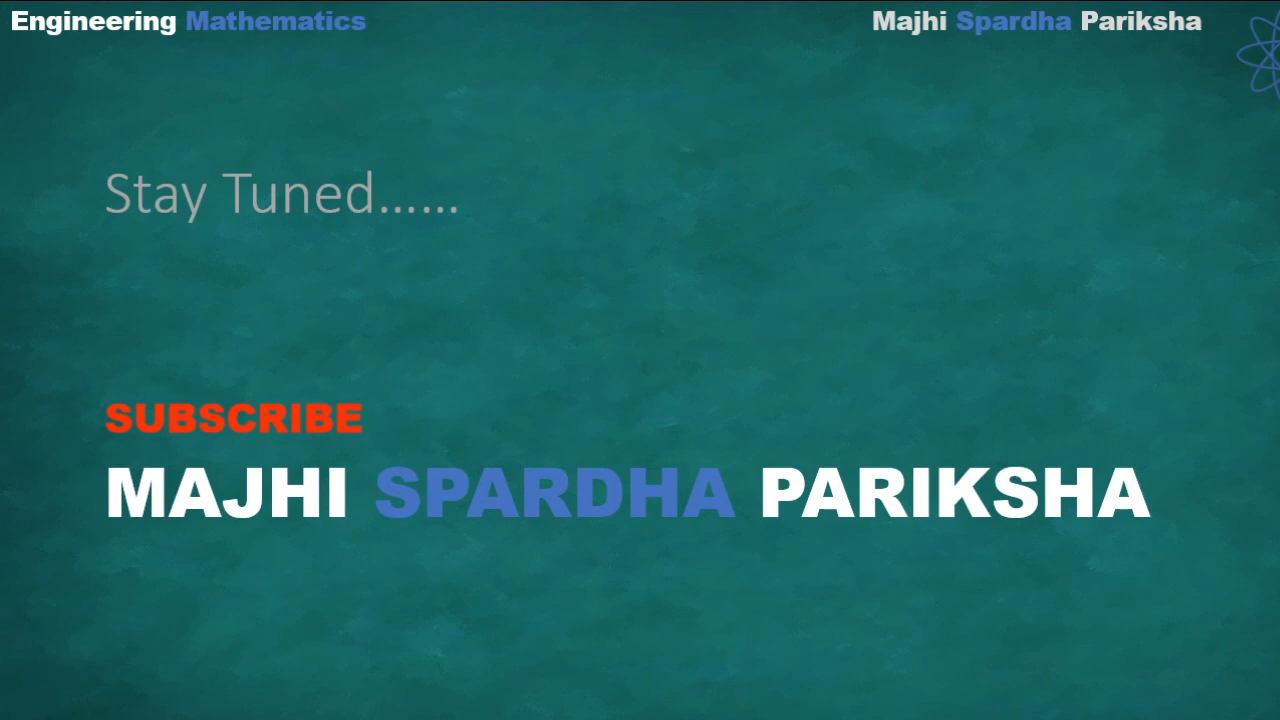 Engineering Mathematics
Majhi Spardha Pariksha
Stay Tuned......
SUBSCRIBE
MAJHI SPARDHA PARIKSHA